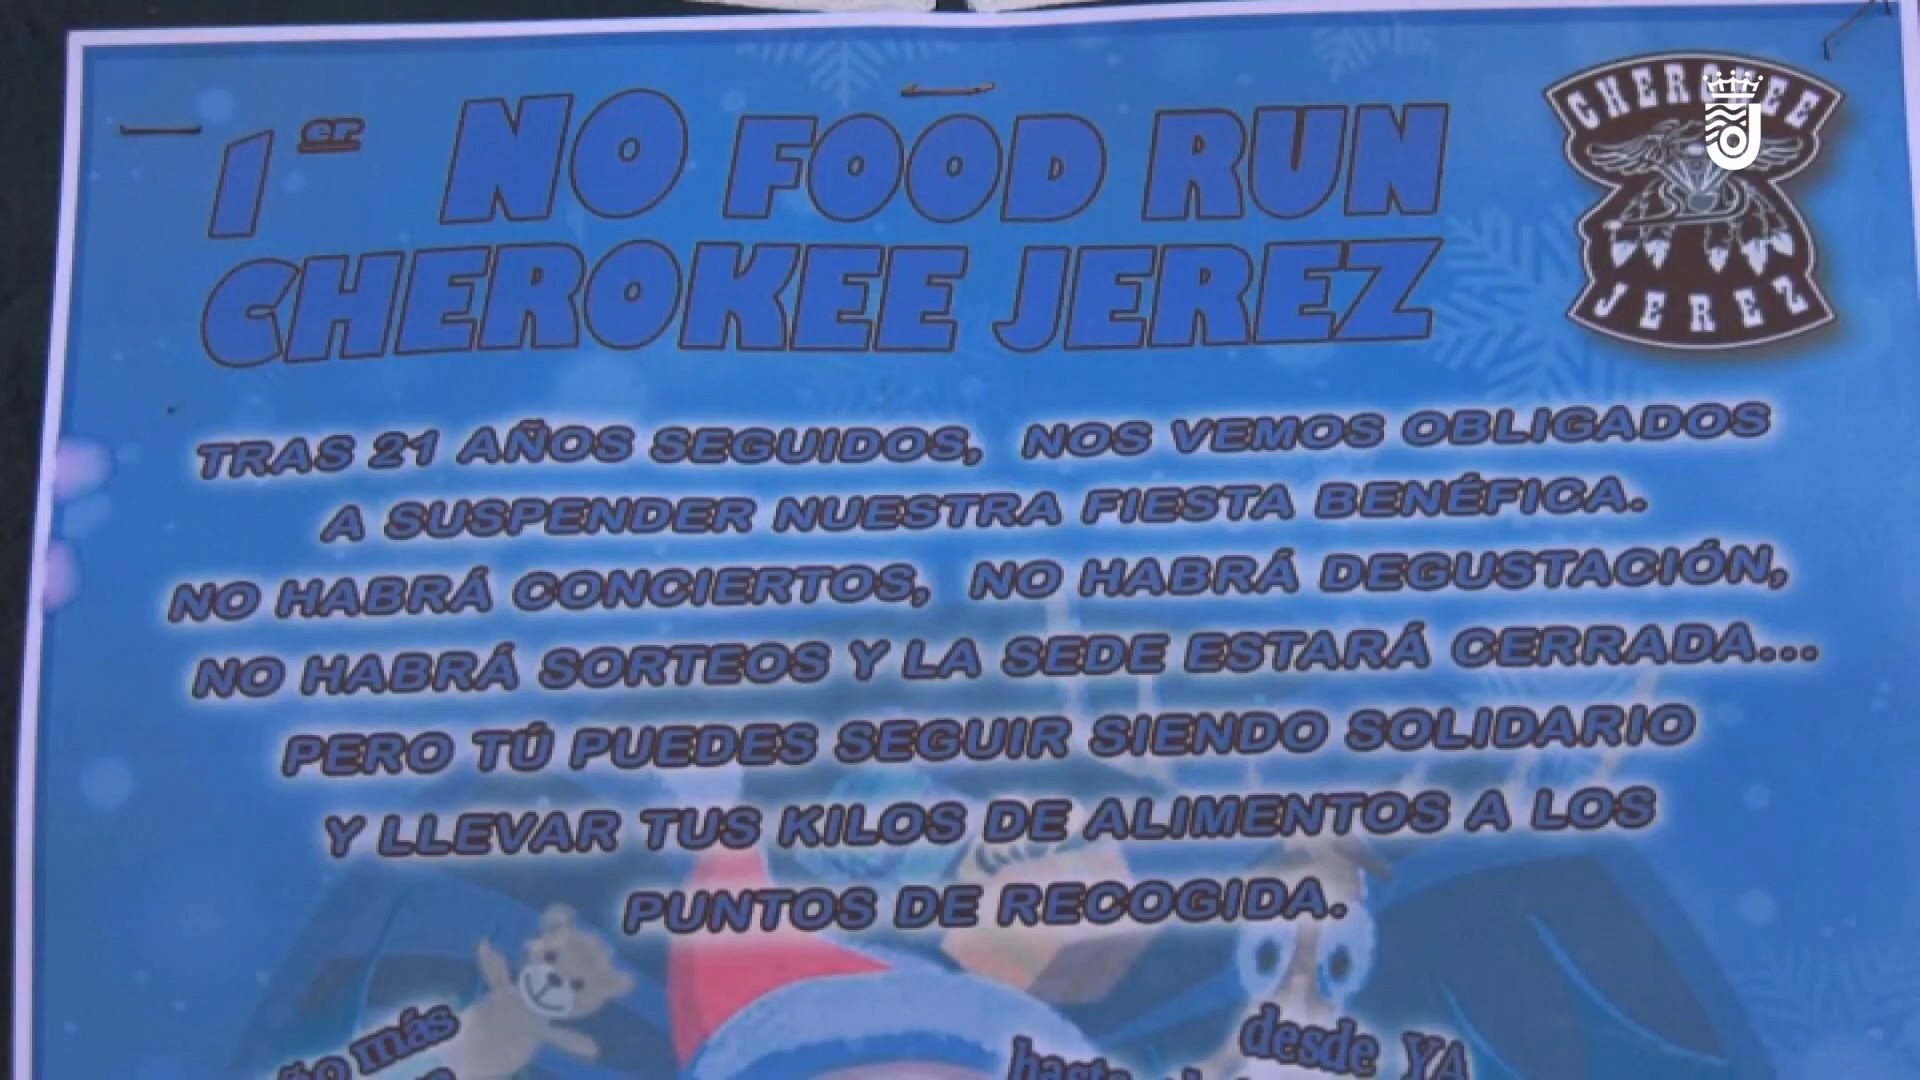 1er NO FOOD RUN
CHEROKEE JEREZ
CHEROKEE
JEREZ
TRAS 21 AÑOS SEGUIDOS, NOS VEMOS OBLIGADOS
A SUSPENDER NUESTRA FIESTA BENÉFICA.
NO HABRÁ CONCIERTOS, NO HABRÁ DEGUSTACIÓN,
NO HABRÁ SORTEOS Y LA SEDE ESTARÁ CERRADA...
PERO TÚ PUEDES SEGUIR SIENDO SOLIDARIO
Y LLEVAR TUS KILOS DE ALIMENTOS A LOS
PUNTOS DE RECOGIDA.
más
desde YA